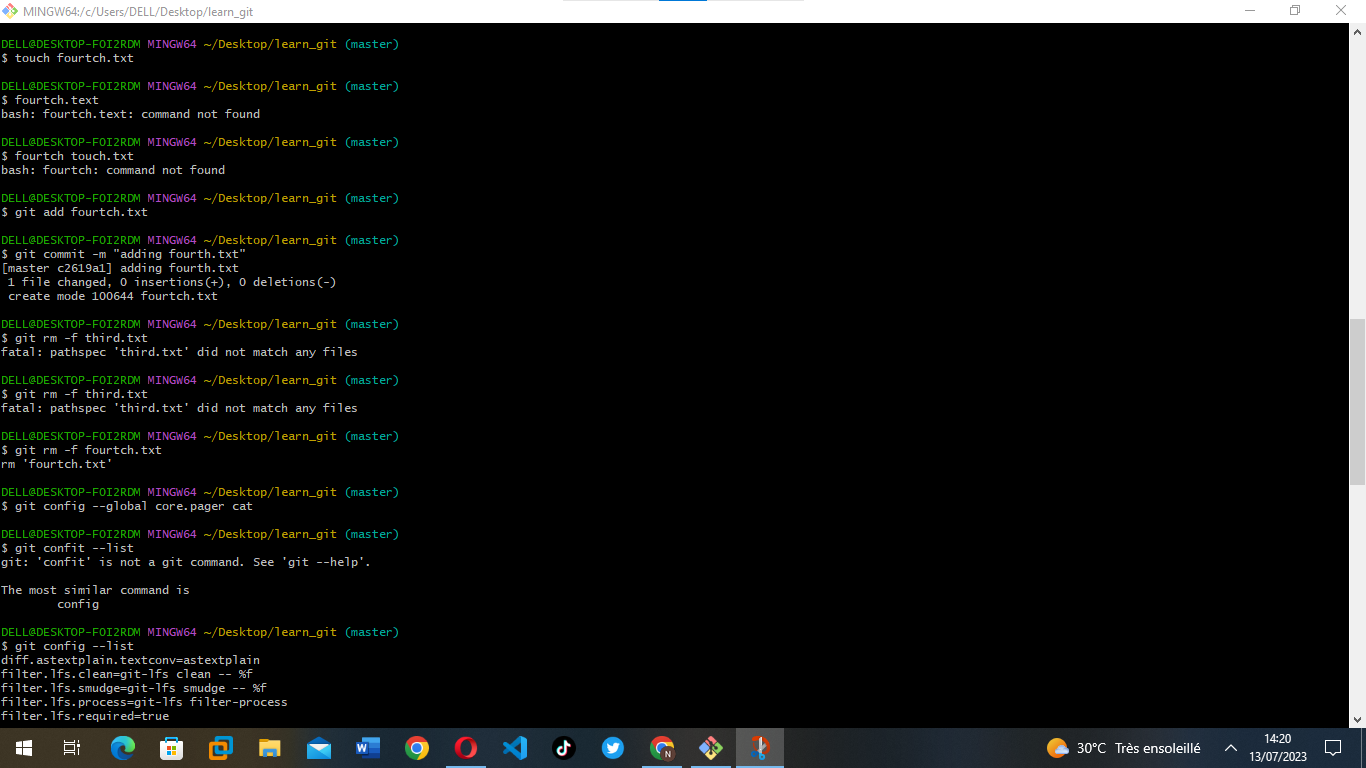 MINGW64:/c/Users/DELL/Desktop/learn_git
DELL@DESKTOP-FOI2RDM MINGW64 ~/Desktop/learn_git (master)
$ touch fourtch.txt
DELL@DESKTOP-FOI2RDM MINGW64 ~/Desktop/learn_git (master)
$ fourtch.text
bash: fourtch.text: command not found
DELL@DESKTOP-FOI2RDM MINGW64 ~/Desktop/learn_git (master)
$ fourtch touch.txt
bash: fourtch: command not found
DELL@DESKTOP-FOI2RDM MINGW64 ~/Desktop/learn_git (master)
$ git add fourtch.txt
DELL@DESKTOP-FOI2RDM MINGW64 ~/Desktop/learn_git (master)
$ git commit -m "adding fourth.txt"
[master c2619a1] adding fourth.txt
 1 file changed, 0 insertions(+), 0 deletions(-)
 create mode 100644 fourtch.txt
DELL@DESKTOP-FOI2RDM MINGW64 ~/Desktop/learn_git (master)
$ git rm -f third.txt
fatal: pathspec 'third.txt' did not match any files
DELL@DESKTOP-FOI2RDM MINGW64 ~/Desktop/learn_git (master)
$ git rm -f third.txt
fatal: pathspec 'third.txt' did not match any files
DELL@DESKTOP-FOI2RDM MINGW64 ~/Desktop/learn_git (master)
$ git rm -f fourtch.txt
rm 'fourtch.txt'
DELL@DESKTOP-FOI2RDM MINGW64 ~/Desktop/learn_git (master)
$ git config --global core.pager cat
DELL@DESKTOP-FOI2RDM MINGW64 ~/Desktop/learn_git (master)
$ git confit --list
git: 'confit' is not a git command. See 'git --help'.
The most similar command is
        config
DELL@DESKTOP-FOI2RDM MINGW64 ~/Desktop/learn_git (master)
$ git config --list
diff.astextplain.textconv=astextplain
filter.lfs.clean=git-lfs clean -- %f
filter.lfs.smudge=git-lfs smudge -- %f
filter.lfs.process=git-lfs filter-process
filter.lfs.required=true
30°C Très ensoleillé
14:20
13/07/2023